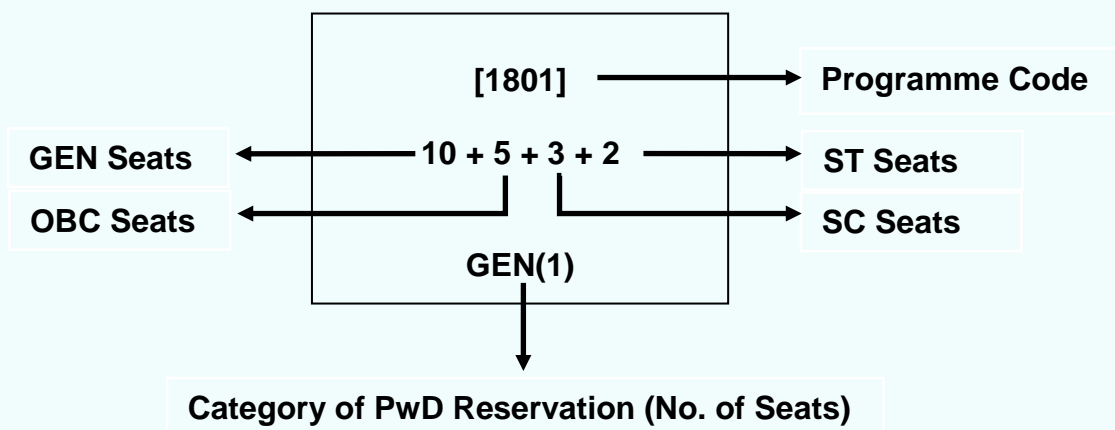 [1801]
Programme Code
GEN Seats
10 + 5 + 3 + 2
ST Seats
OBC Seats
SC Seats
GEN(1)
Category of PwD Reservation (No. of Seats)